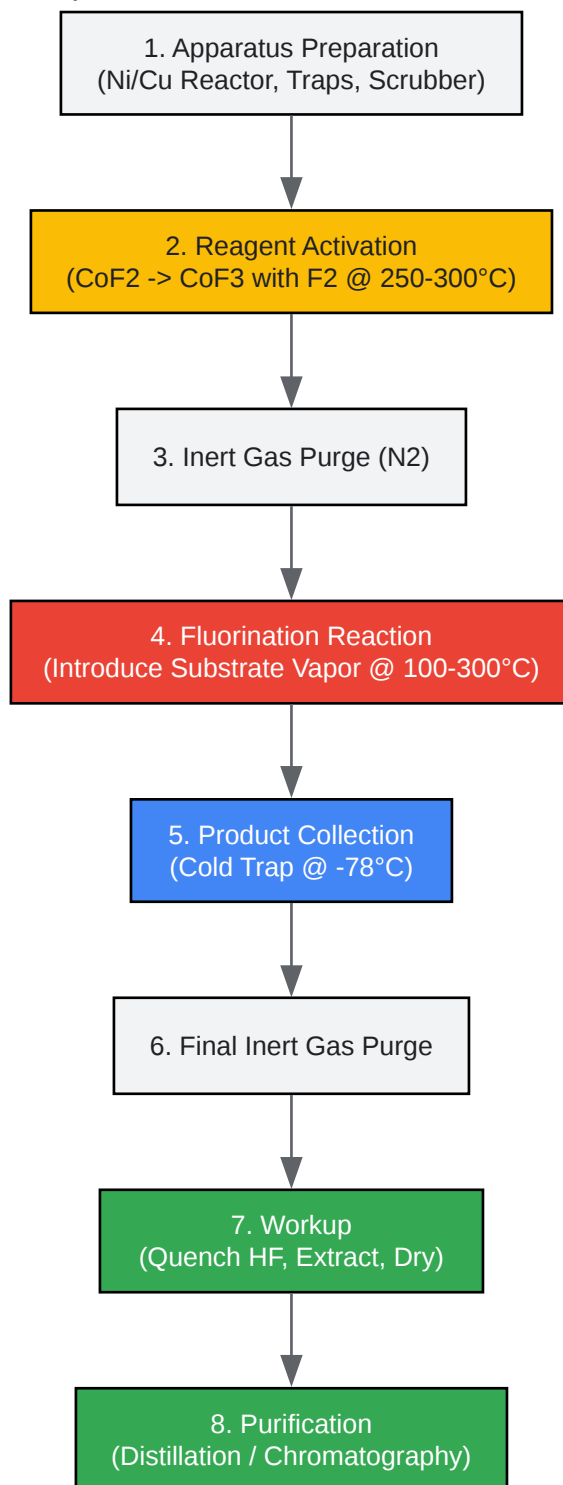 1. Apparatus Preparation
(Ni/Cu Reactor, Traps, Scrubber)
2. Reagent Activation
(CoF2 -> CoF3 with F2 @ 250-300°C)
3. Inert Gas Purge (N2)
4. Fluorination Reaction
(Introduce Substrate Vapor @ 100-300°C)
5. Product Collection
(Cold Trap @ -78°C)
6. Final Inert Gas Purge
7. Workup
(Quench HF, Extract, Dry)
8. Purification
(Distillation / Chromatography)